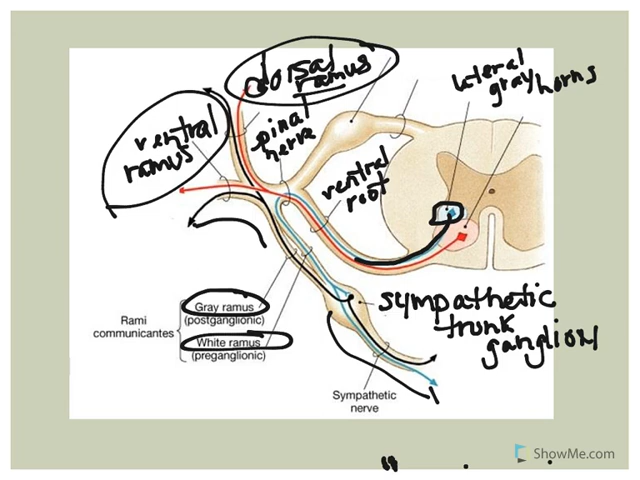 dorsal
ramus
lateral
gray horns
ventral
ramus
pinal
nerve
ventral
root
Gray ramus
(postganglionic)
Rami
communicantes
White ramus
(preganglionic)
sympathetic
trunk
ganglion
Sympathetic
nerve
ShowMe.com